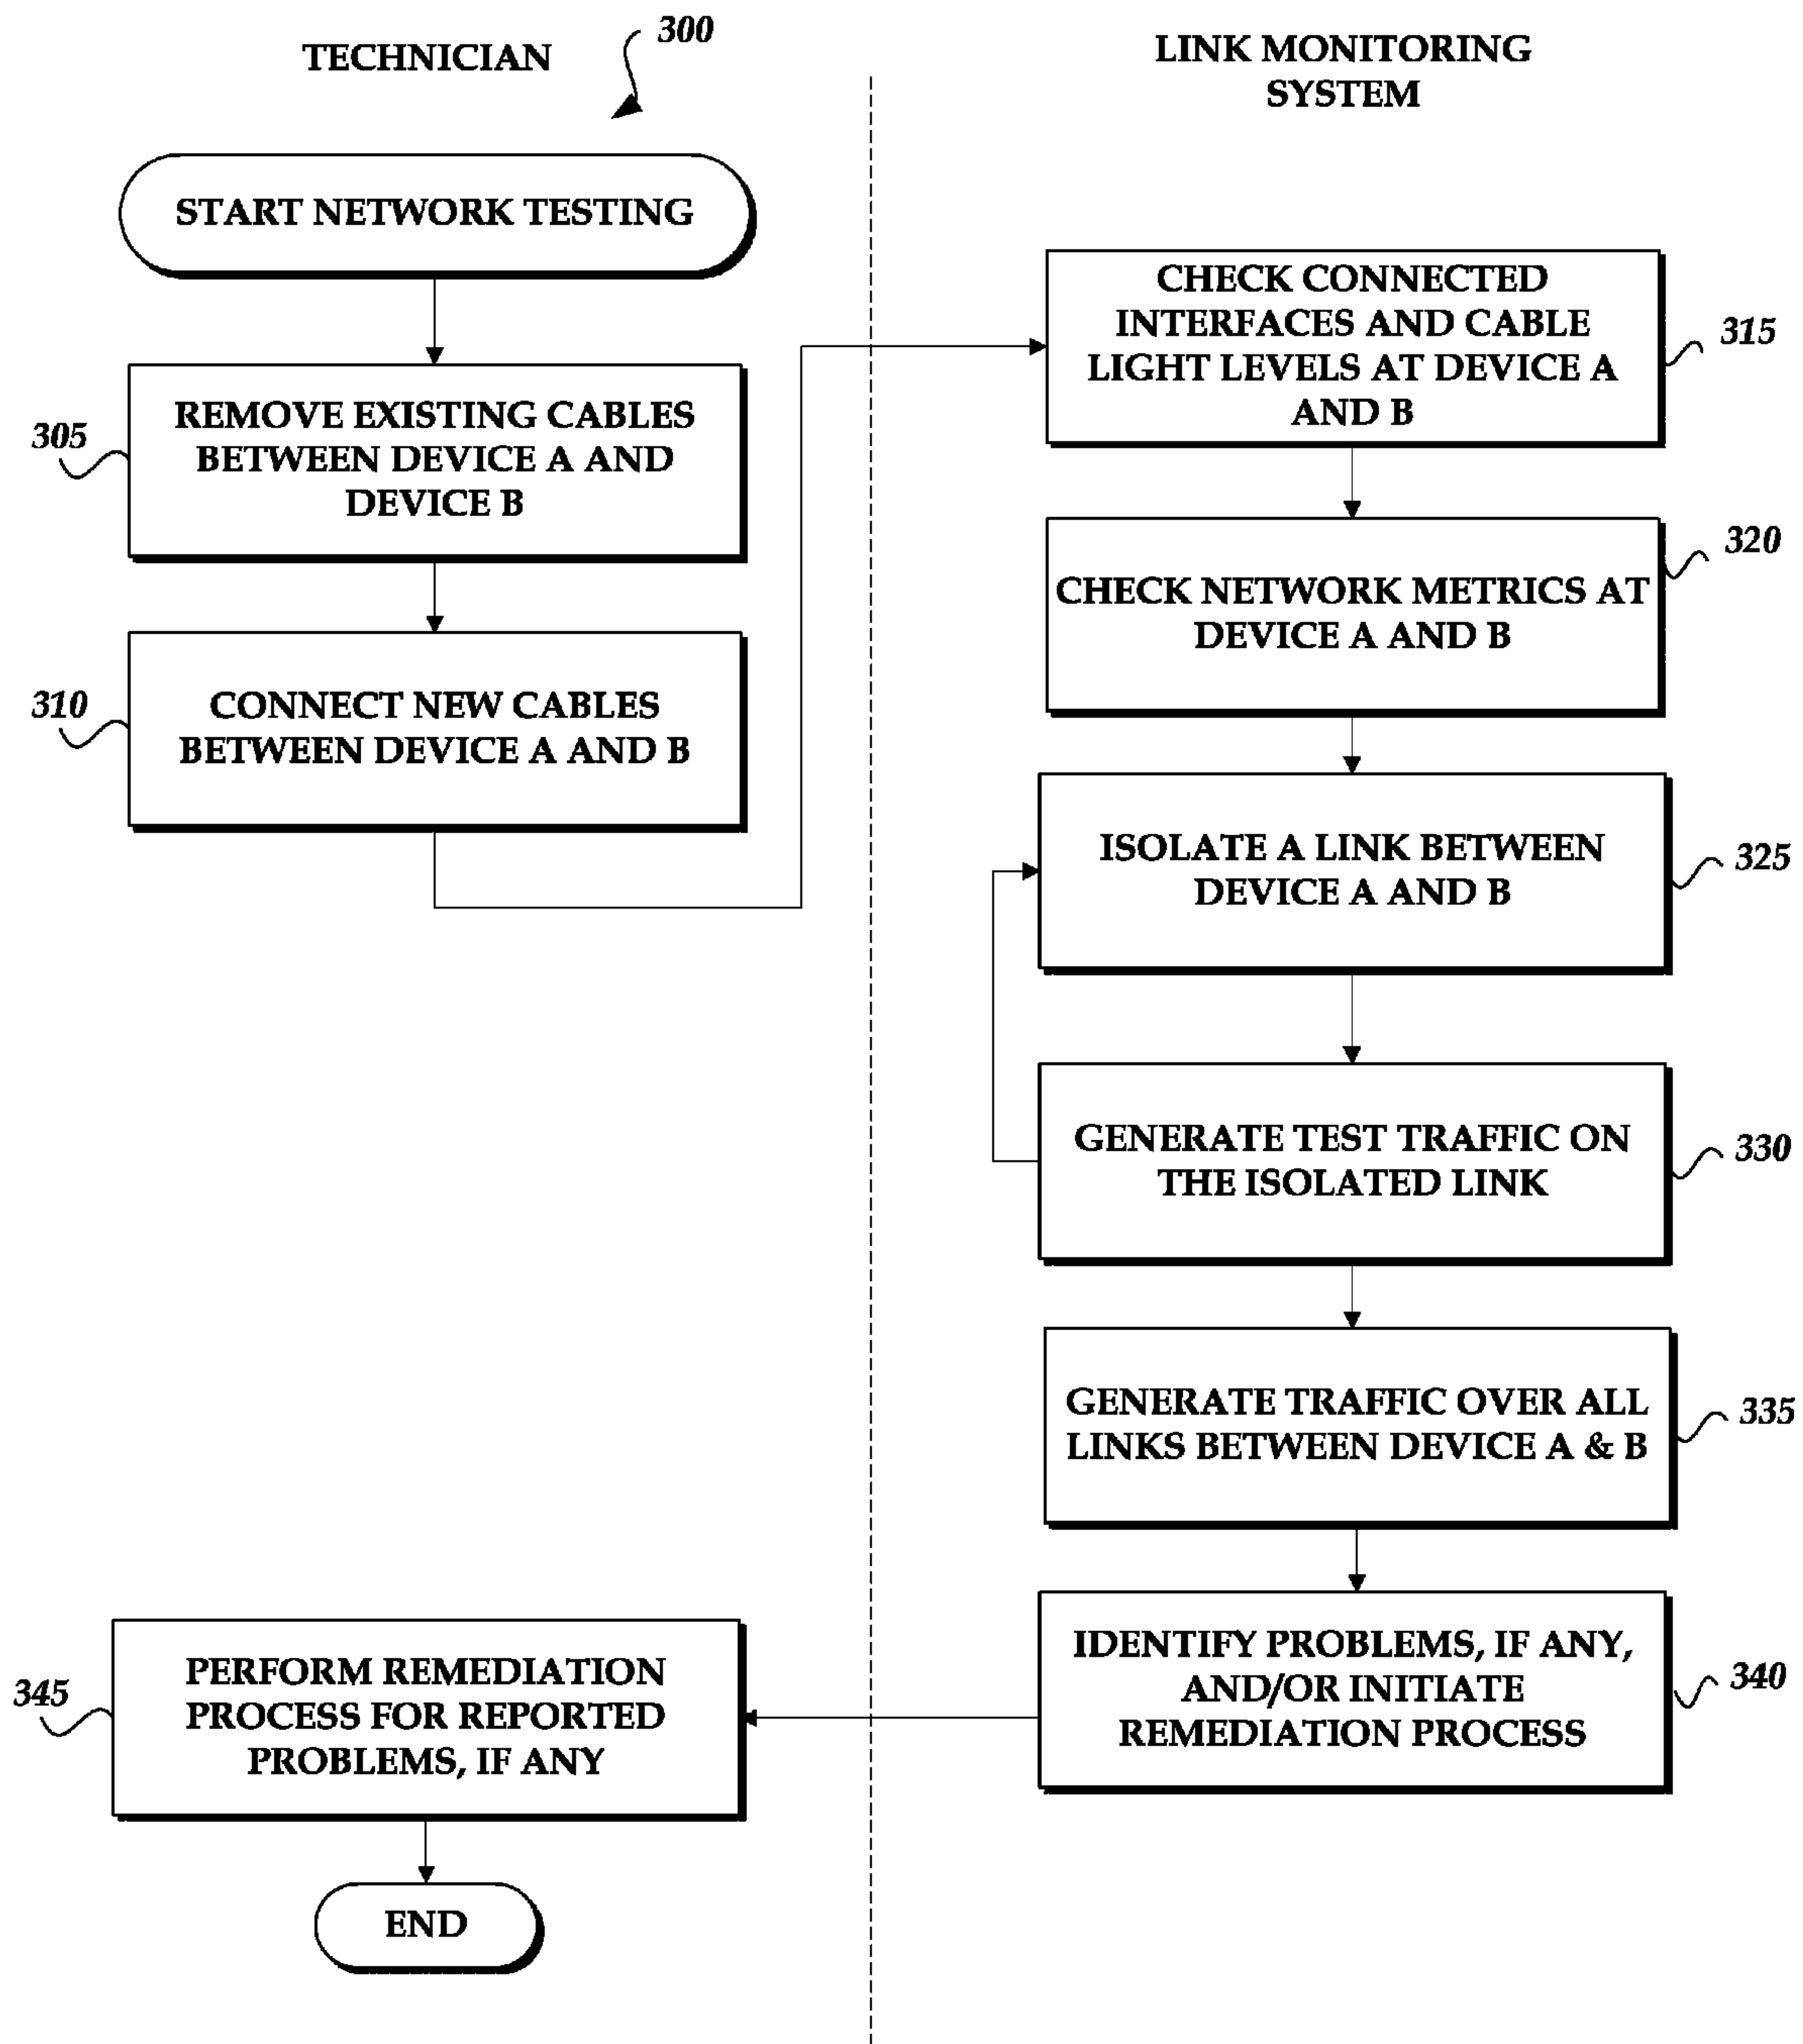 TECHNICIAN
300
LINK MONITORING
SYSTEM
START NETWORK TESTING
305
REMOVE EXISTING CABLES
BETWEEN DEVICE A AND
DEVICE B
310
CONNECT NEW CABLES
BETWEEN DEVICE A AND B
CHECK CONNECTED
INTERFACES AND CABLE
LIGHT LEVELS AT DEVICE A
AND B
315
CHECK NETWORK METRICS AT
DEVICE A AND B
320
ISOLATE A LINK BETWEEN
DEVICE A AND B
325
GENERATE TEST TRAFFIC ON
THE ISOLATED LINK
330
GENERATE TRAFFIC OVER ALL
LINKS BETWEEN DEVICE A & B
335
IDENTIFY PROBLEMS, IF ANY,
AND/OR INITIATE
REMEDIATION PROCESS
340
345
PERFORM REMEDIATION
PROCESS FOR REPORTED
PROBLEMS, IF ANY
END